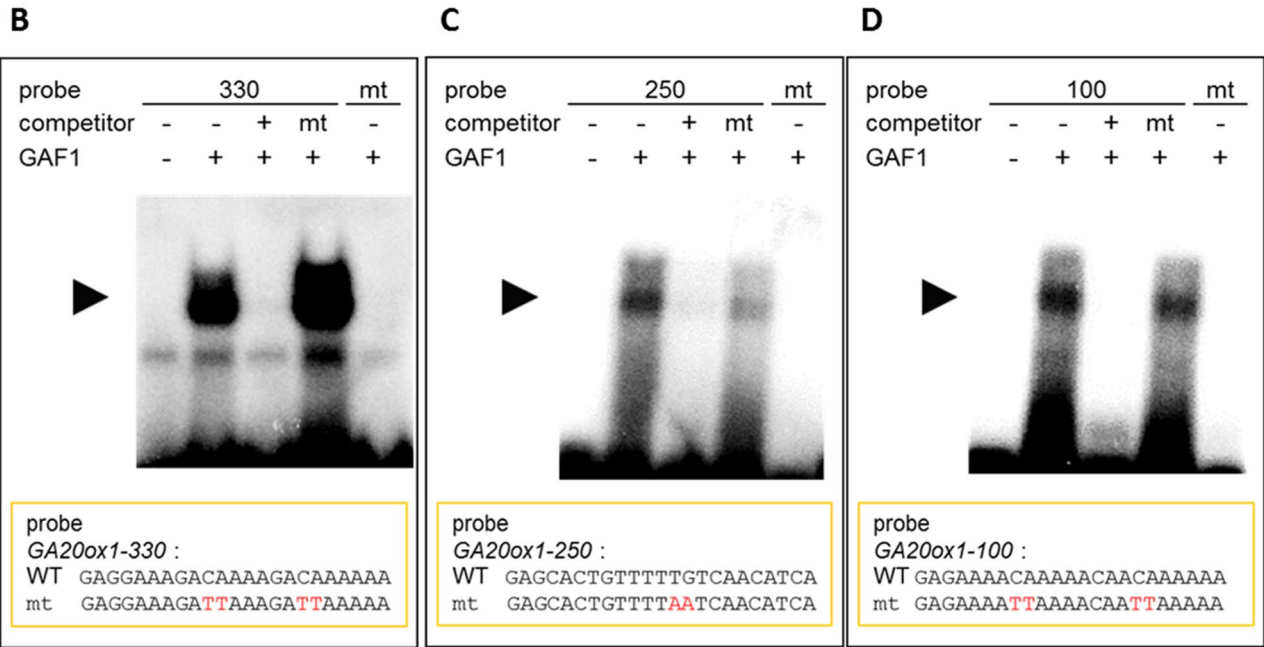 B
probe 330 mt
competitor - - + mt -
GAF1 - + + + +
probe
GA20ox1-330 :
WT GAGGAAAGACAAAAGACAAAAAA
mt GAGGAAAGATTAAAGATTAAAAA
C
probe 250 mt
competitor - - + mt -
GAF1 - + + + +
probe
GA20ox1-250 :
WT GAGCACTGTTTTTGTCAACATCA
mt GAGCACTGTTTTAATCAACATCA
D
probe 100 mt
competitor - - + mt -
GAF1 - + + + +
probe
GA20ox1-100 :
WT GAGAAAACAAAAACAACAAAAAA
mt GAGAAAATTAAAACAATTAAAAA